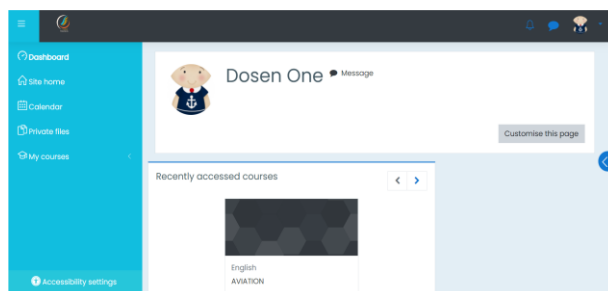 Dashboard
Site home
Calendar
Private files
My courses
Accessibility settings
Dosen One Message
Customise this page
Recently accessed courses
English
AVIATION